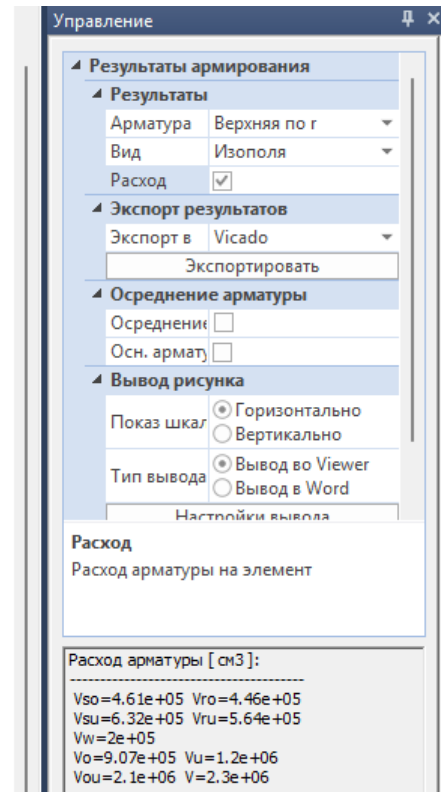 Управление
Результаты армирования
Результаты
Арматура Верхняя по r
Вид Изополя
Расход
Экспорт результатов
Экспорт в Vicado
Экспортировать
Осреднение арматуры
Осреднение
Осн. армату
Вывод рисунка
Показ шкал
Горизонтально
Вертикально
Тип вывода
Вывод во Viewer
Вывод в Word
Настройки вывода
Расход
Расход арматуры на элемент
Расход арматуры [ см3 ]:
---------------------------------------
Vso=4.61e+05 Vro=4.46e+05
Vsu=6.32e+05 Vru=5.64e+05
Vw=2e+05
Vo=9.07e+05 Vu=1.2e+06
Vou=2.1e+06 V=2.3e+06